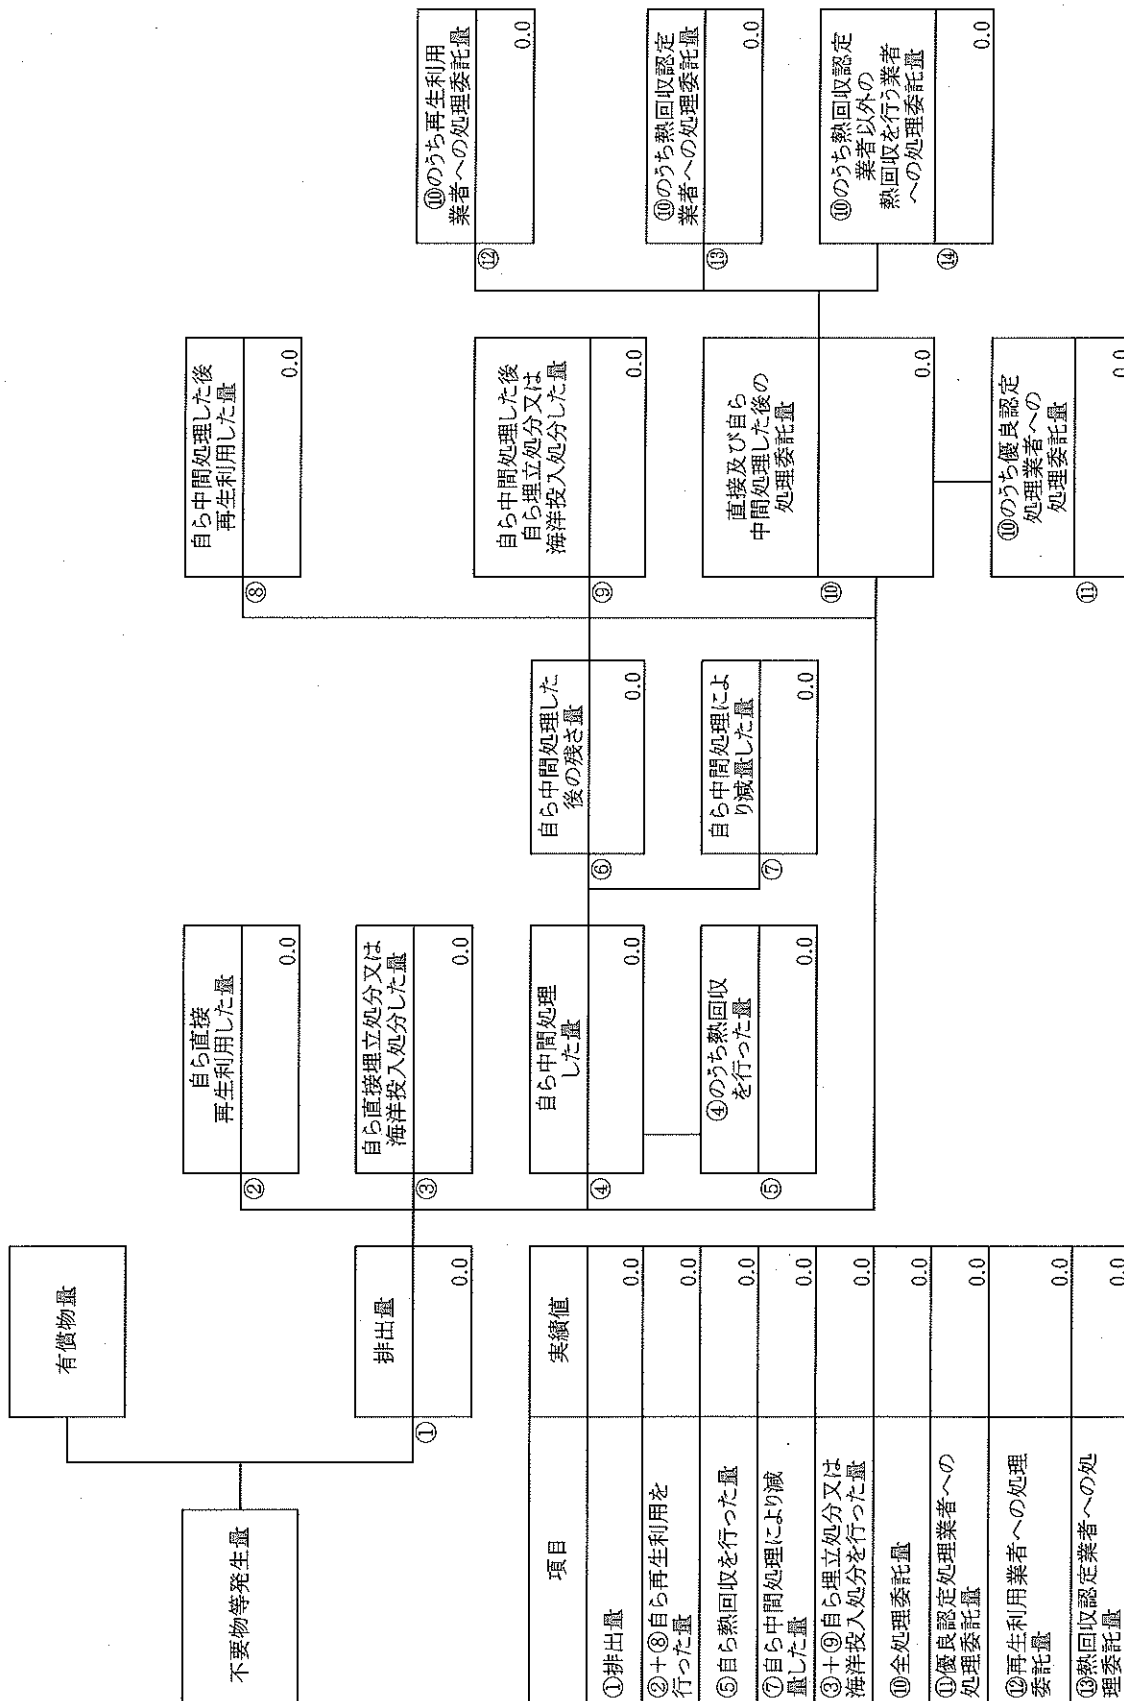 不要物等発生量
有償物量
排出量
①
0.0
自ら直接
再生利用した量
②
0.0
自ら直接埋立処分又は
海洋投入処分した量
③
0.0
自ら中間処理
した量
④
0.0
④のうち熱回収
を行った量
⑤
0.0
自ら中間処理した
後の残さ量
⑥
0.0
自ら中間処理によ
り減量した量
⑦
0.0
自ら中間処理した後
再生利用した量
⑧
0.0
自ら中間処理した後
自ら埋立処分又は
海洋投入処分した量
⑨
0.0
直接及び自ら
中間処理した後の
処理委託量
⑩
0.0
⑩のうち優良認定
処理業者への
処理委託量
⑪
0.0
⑩のうち再生利用
業者への処理委託量
⑫
0.0
⑩のうち熱回収認定
業者への処理委託量
⑬
0.0
⑩のうち熱回収認定
業者以外の
熱回収を行う業者
への処理委託量
⑭
0.0
項目 実績値
①排出量 0.0
②+⑧自ら再生利用を
行った量 0.0
⑤自ら熱回収を行った量 0.0
⑦自ら中間処理により減
量した量 0.0
③+⑨自ら埋立処分又は
海洋投入処分を行った量 0.0
⑩全処理委託量 0.0
⑪優良認定処理業者への
処理委託量 0.0
⑫再生利用業者への処理
委託量 0.0
⑬熱回収認定業者への処
理委託量 0.0